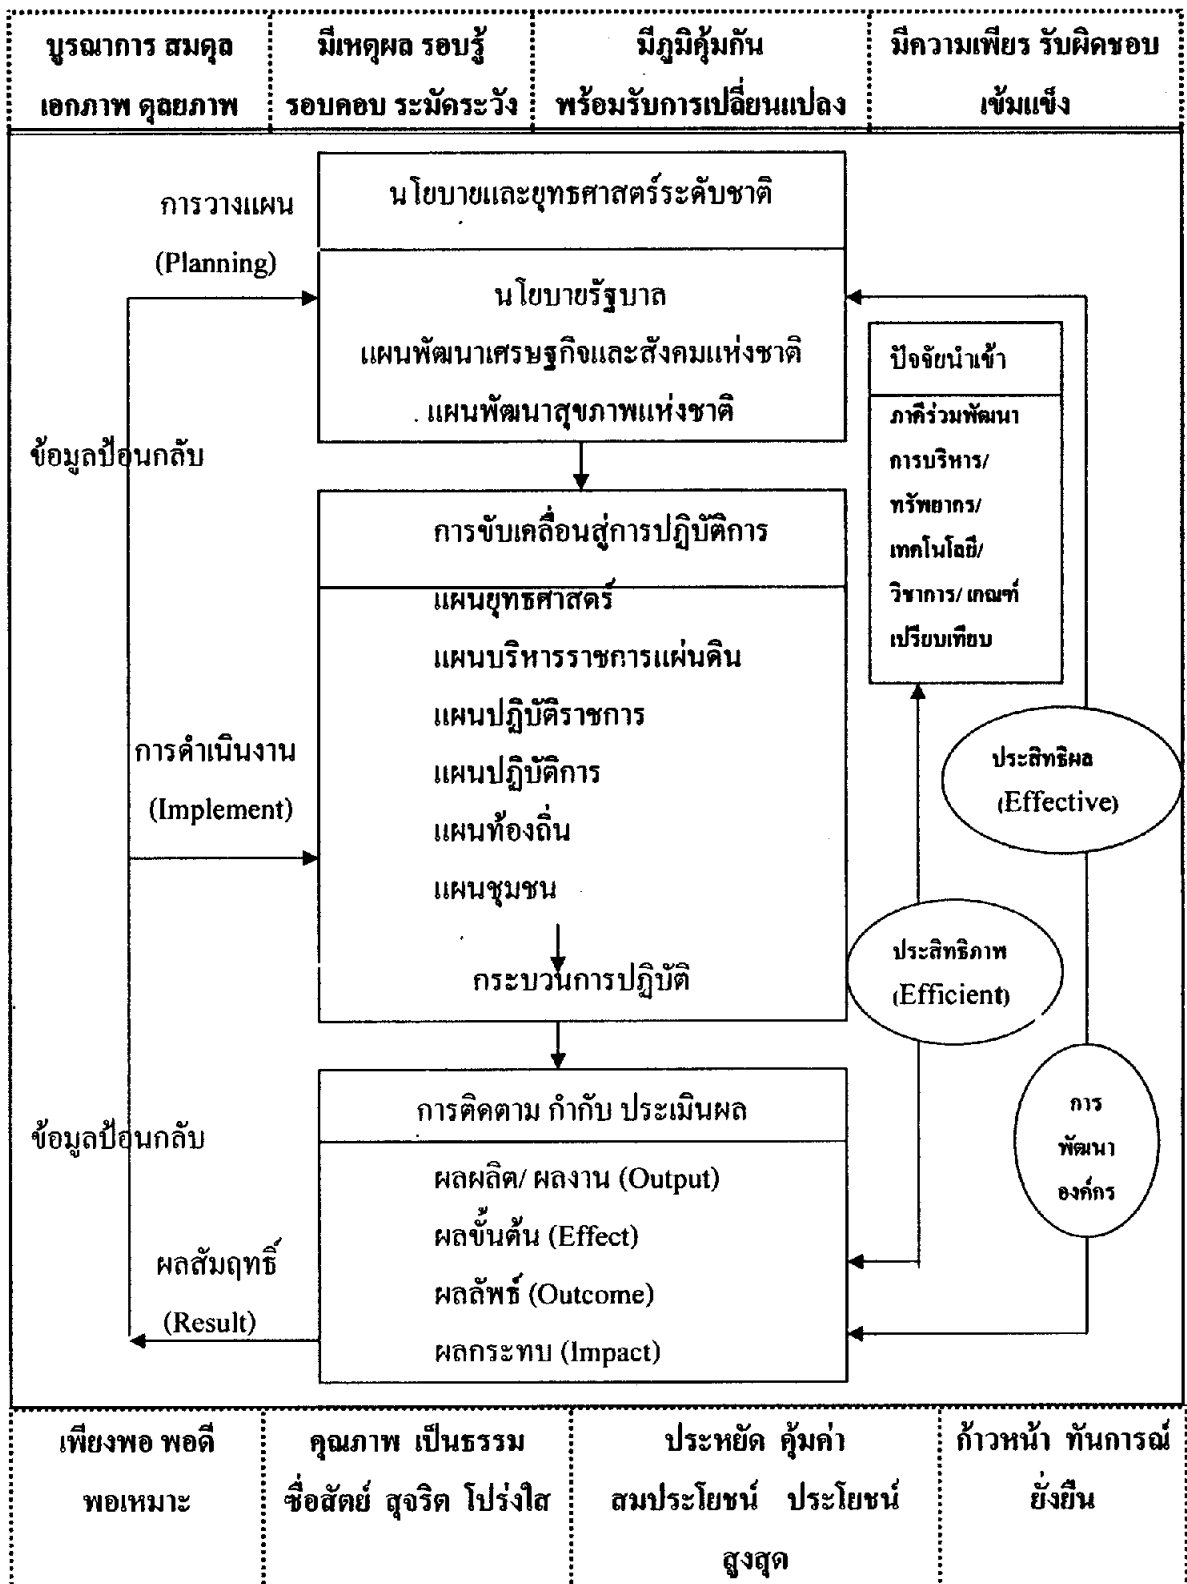 บูรณาการ สมดุล
เอกภาพ ดุลยภาพ
มีเหตุผล รอบรู้
รอบคอบ ระมัดระวัง
มีภูมิคุ้มกัน
พร้อมรับการเปลี่ยนแปลง
มีความเพียร รับผิดชอบ
เข้มแข็ง
การวางแผน
(Planning)
นโยบายและยุทธศาสตร์ระดับชาติ
นโยบายรัฐบาล
แผนพัฒนาเศรษฐกิจและสังคมแห่งชาติ
แผนพัฒนาสุขภาพแห่งชาติ
ปัจจัยนำเข้า
ภาคีร่วมพัฒนา
การบริหาร/
ทรัพยากร/
เทคโนโลยี/
วิชาการ/ เกณฑ์
เปรียบเทียบ
ข้อมูลป้อนกลับ
การขับเคลื่อนสู่การปฏิบัติการ
แผนยุทธศาสตร์
แผนบริหารราชการแผ่นดิน
แผนปฏิบัติราชการ
แผนปฏิบัติการ
แผนท้องถิ่น
แผนชุมชน
กระบวนการปฏิบัติ
การดำเนินงาน
(Implement)
ประสิทธิผล
(Effective)
ประสิทธิภาพ
(Efficient)
การ
พัฒนา
องค์กร
ข้อมูลป้อนกลับ
การติดตาม กำกับ ประเมินผล
ผลผลิต/ ผลงาน (Output)
ผลขั้นต้น (Effect)
ผลลัพธ์ (Outcome)
ผลกระทบ (Impact)
ผลสัมฤทธิ์
(Result)
เพียงพอ พอดี
พอเหมาะ
คุณภาพ เป็นธรรม
ซื่อสัตย์ สุจริต โปร่งใส
ประหยัด คุ้มค่า
สมประโยชน์ ประโยชน์
สูงสุด
ก้าวหน้า ทันการณ์
ยั่งยืน